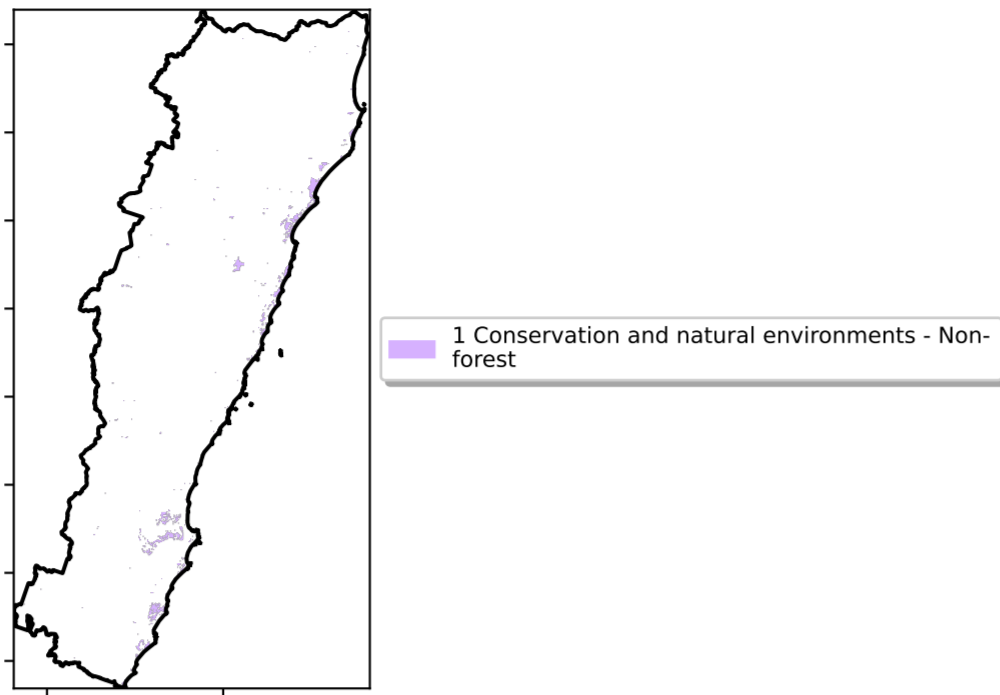 1 Conservation and natural environments - Non-
forest